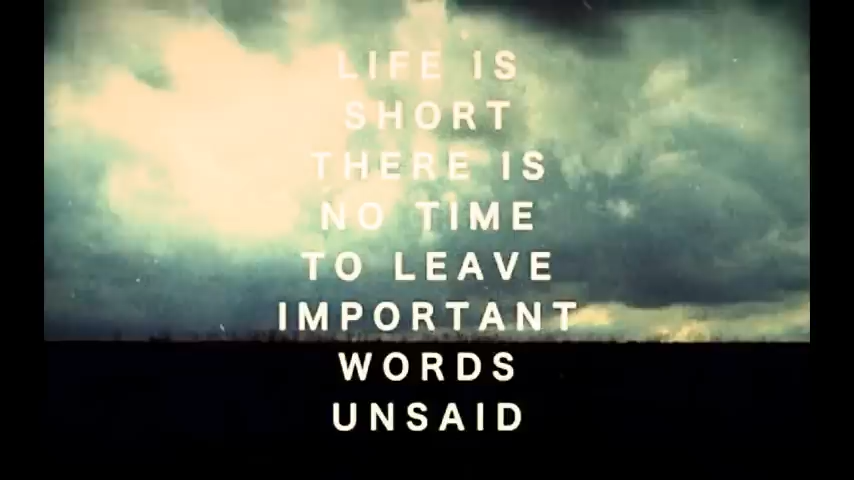 LIFE IS
SHORT
THERE IS
NO TIME
TO LEAVE
IMPORTANT
WORDS
UNSAID